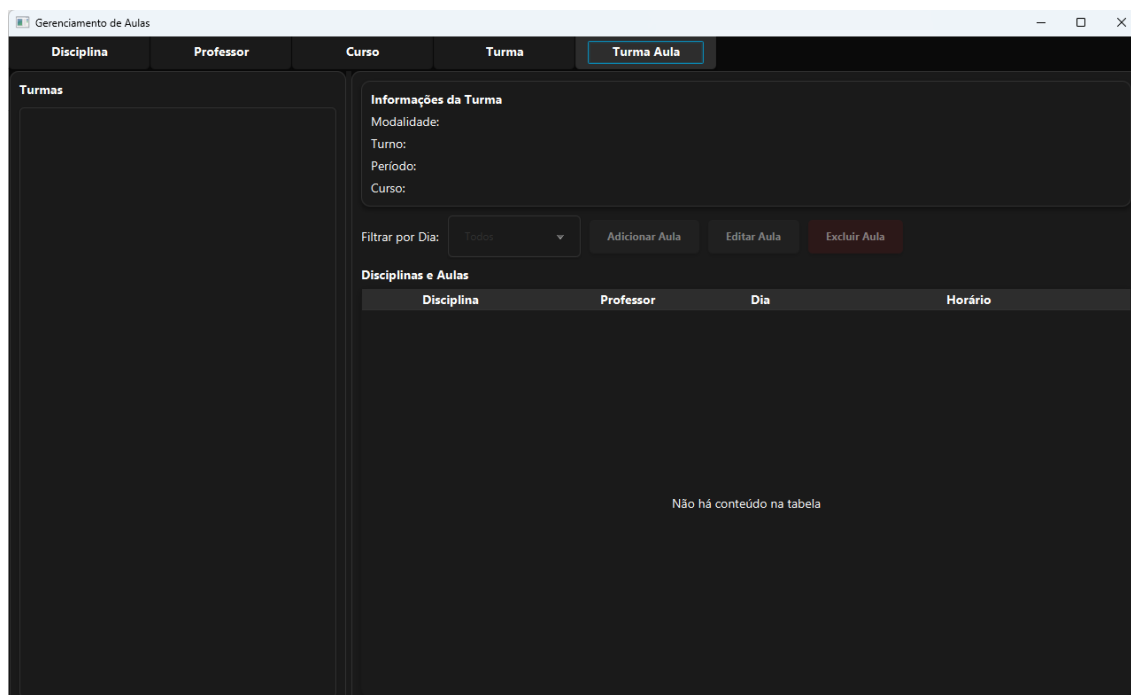 Gerenciamento de Aulas
Disciplina Professor Curso Turma Turma Aula
Turmas
Informações da Turma
Modalidade:
Turno:
Período:
Curso:
Filtrar por Dia: Todos Adicionar Aula Editar Aula Excluir Aula
Disciplinas e Aulas
Disciplina Professor Dia Horário
Não há conteúdo na tabela